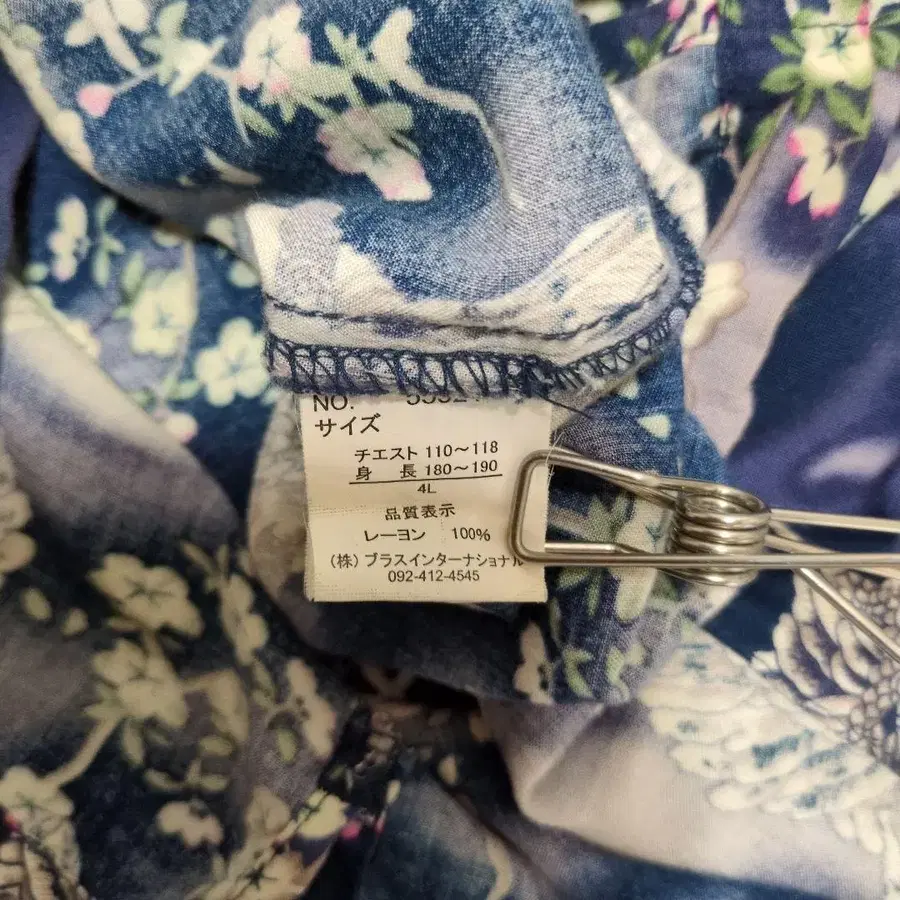 NO.
サイズ
チエスト 110～118
身 長 180～190
4L
品質表示
レーヨン 100%
(株) プラスインターナショナル
092-412-4545